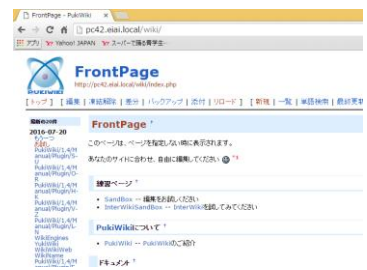 FrontPage - PukiWiki
pc42.eiai.local/wiki/
アプリ Yahoo! JAPAN スーパーで踊る青学生-
FrontPage
http://pc42.eiai.local/wiki/index.php
PUKIWIKI
[ トップ ] [ 編集 | 凍結解除 | 差分 | バックアップ | 添付 | リロード ] [ 新規 | 一覧 | 単語検索 | 最終更新
最新の20件
2016-07-20
PukiWiki/1.4/Manual/Plugin/S-U
PukiWiki/1.4/Manual/Plugin/O-R
PukiWiki/1.4/Manual/Plugin/H-K
PukiWiki/1.4/Manual/Plugin/V-Z
PukiWiki/1.4/Manual/Plugin/L-N
WikiEngines
YukiWiki
WikiWikiWeb
WikiName
PukiWiki/1.4/M
FrontPage
このページは、ページを指定しない時に表示されます。
あなたのサイトに合わせ、自由に編集してください *1
練習ページ
SandBox -- 編集をお試しください
InterWikiSandBox -- InterWikiを試してみてください
PukiWikiについて
PukiWiki -- PukiWikiのご紹介
ドキュメント